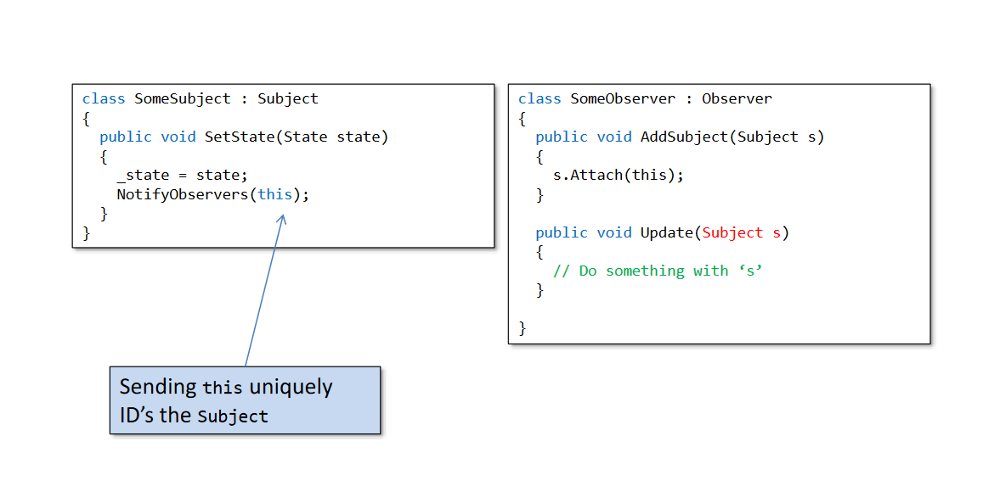 class SomeSubject : Subject
{
  public void SetState(State state)
  {
    _state = state;
    NotifyObservers(this);
  }
}
class SomeObserver : Observer
{
  public void AddSubject(Subject s)
  {
    s.Attach(this);
  }
  public void Update(Subject s)
  {
    // Do something with ‘s’
  }
}
Sending this uniquely
ID’s the Subject